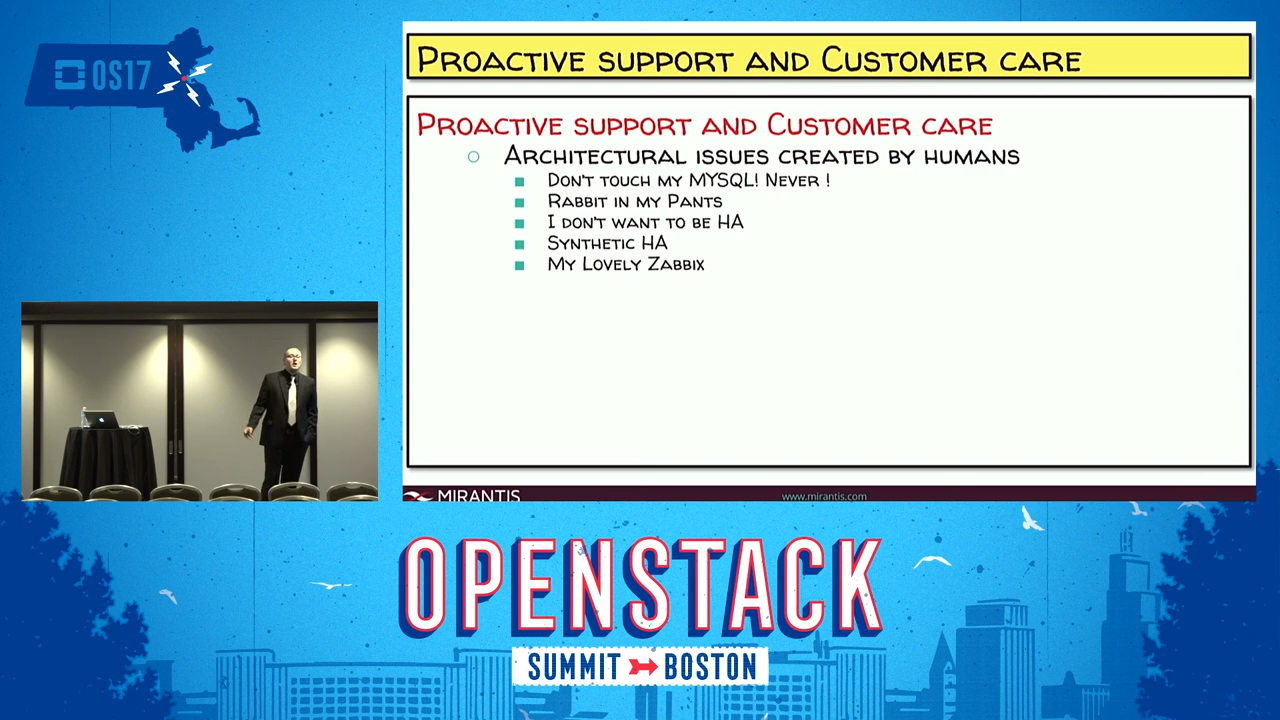 OS17
PROACTIVE SUPPORT AND CUSTOMER CARE
PROACTIVE SUPPORT AND CUSTOMER CARE
ARCHITECTURAL ISSUES CREATED BY HUMANS
DON'T TOUCH MY MYSQL! NEVER !
RABBIT IN MY PANTS
I DON'T WANT TO BE HA
SYNTHETIC HA
MY LOVELY ZABBIX
MIRANTIS
www.mirantis.com
OPENSTACK
SUMMIT BOSTON